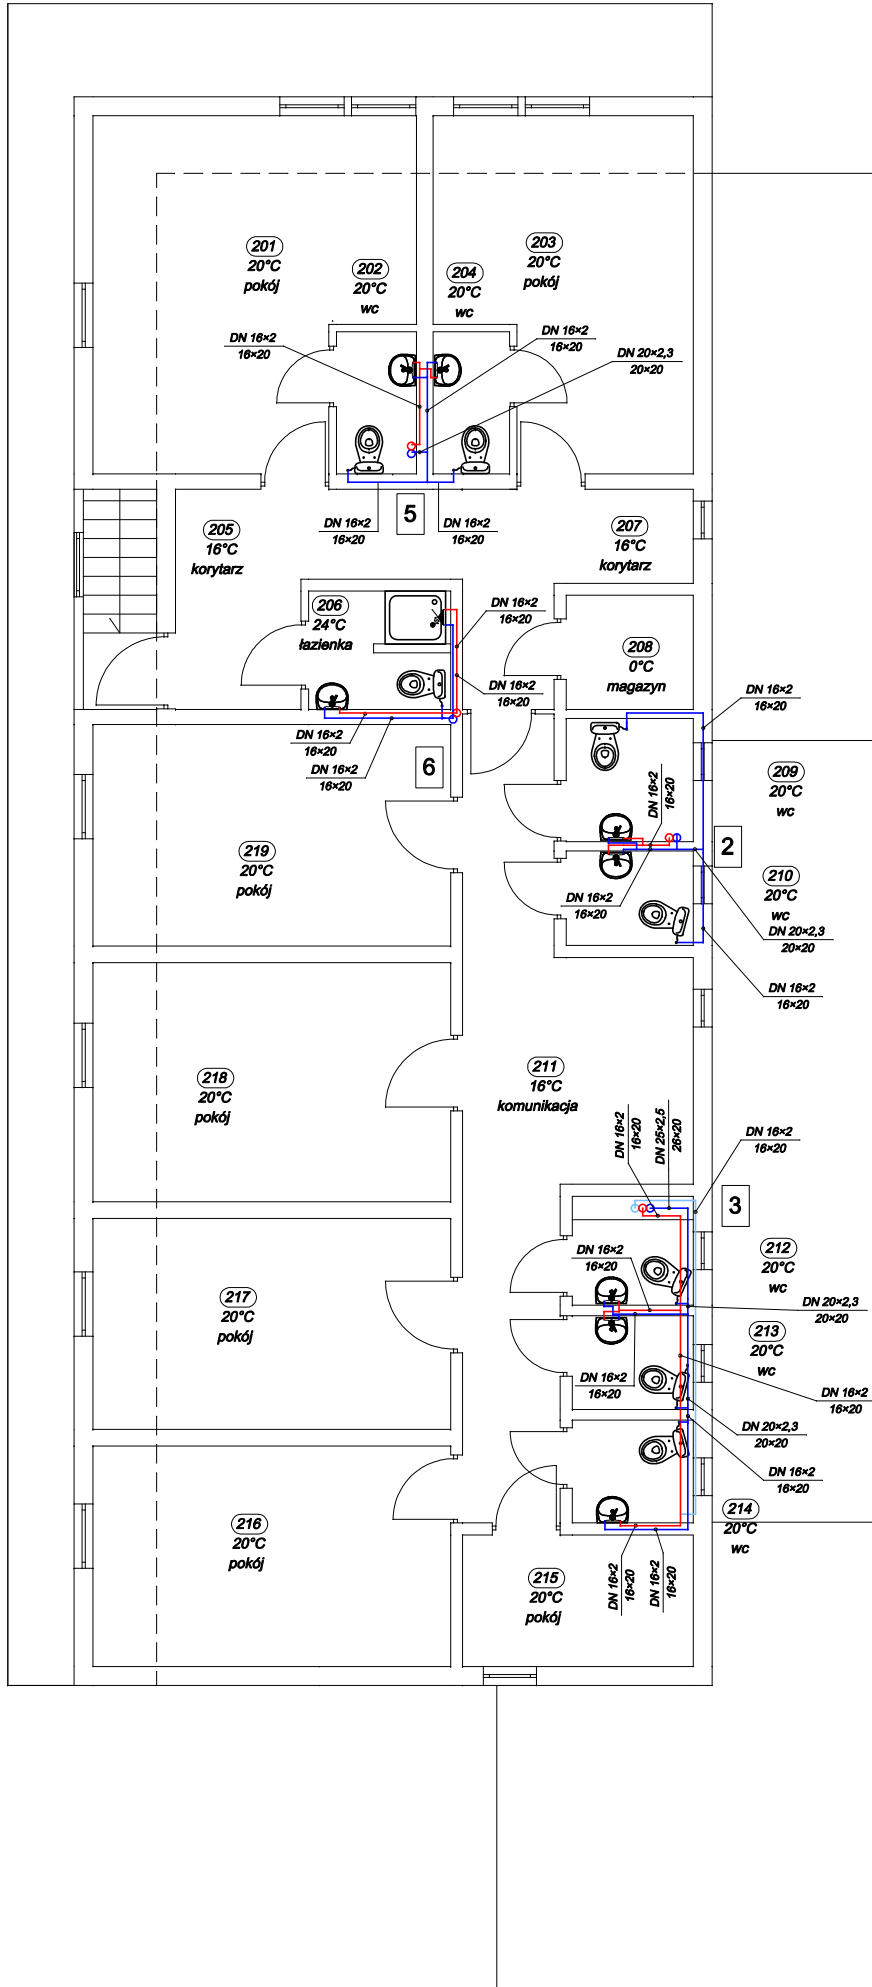 201
20°C
pokój
202
20°C
wc
204
20°C
wc
203
20°C
pokój
DN 16×2
16×20
DN 16×2
16×20
DN 20×2,3
20×20
DN 16×2
16×20
5
DN 16×2
16×20
205
16°C
korytarz
207
16°C
korytarz
206
24°C
łazienka
DN 16×2
16×20
208
0°C
magazyn
DN 16×2
16×20
DN 16×2
16×20
DN 16×2
16×20
DN 16×2
16×20
6
209
20°C
wc
DN 16×2
16×20
2
219
20°C
pokój
210
20°C
wc
DN 16×2
16×20
DN 20×2,3
20×20
DN 16×2
16×20
218
20°C
pokój
211
16°C
komunikacja
DN 16×2
16×20
DN 25×2,5
26×20
DN 16×2
16×20
3
212
20°C
wc
DN 16×2
16×20
217
20°C
pokój
DN 20×2,3
20×20
213
20°C
wc
DN 16×2
16×20
DN 16×2
16×20
DN 20×2,3
20×20
DN 16×2
16×20
214
20°C
wc
216
20°C
pokój
215
20°C
pokój
DN 16×2
16×20
DN 16×2
16×20